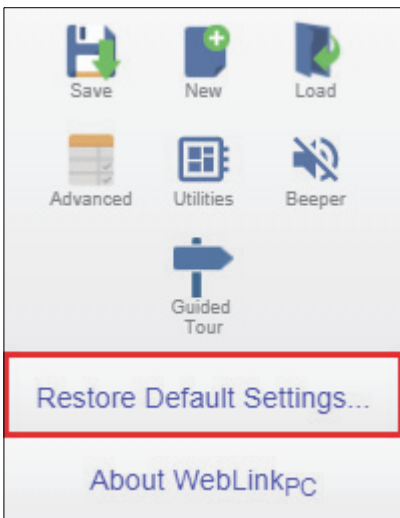 Save New Load
Advanced Utilities Beeper
Guided
Tour
Restore Default Settings...
About WebLinkPC